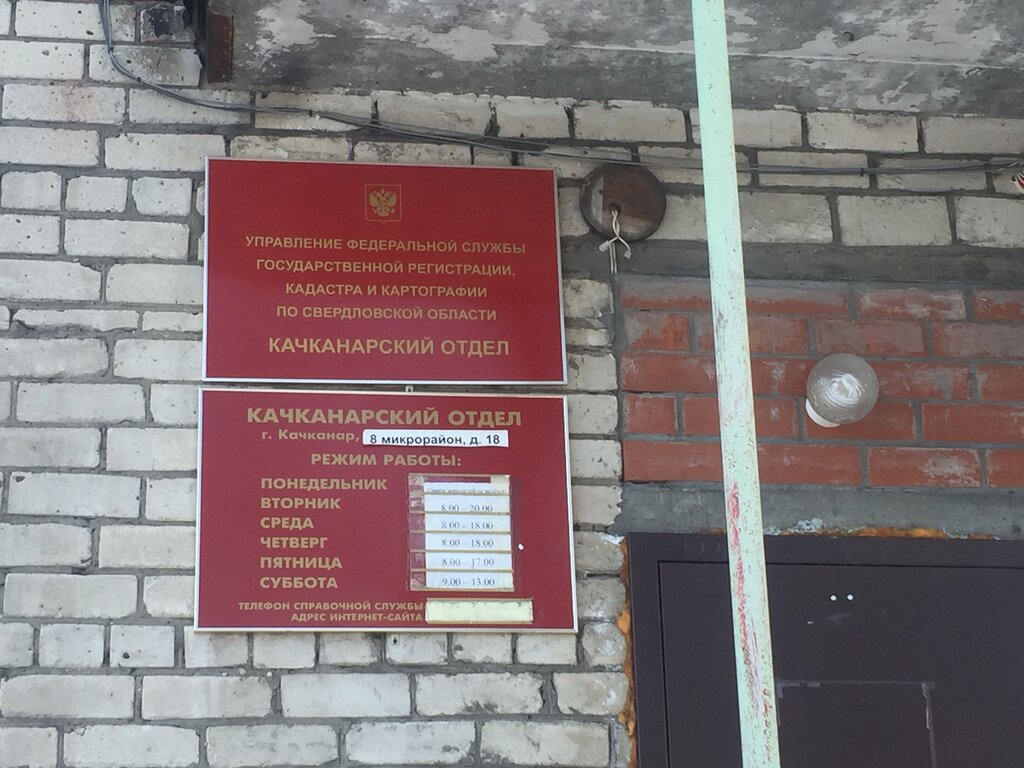 УПРАВЛЕНИЕ ФЕДЕРАЛЬНОЙ СЛУЖБЫ
ГОСУДАРСТВЕННОЙ РЕГИСТРАЦИИ,
КАДАСТРА И КАРТОГРАФИИ
ПО СВЕРДЛОВСКОЙ ОБЛАСТИ
КАЧКАНАРСКИЙ ОТДЕЛ
КАЧКАНАРСКИЙ ОТДЕЛ
г. Качканар, 8 микрорайон, д. 18
РЕЖИМ РАБОТЫ:
ПОНЕДЕЛЬНИК
ВТОРНИК 8.00 – 20.00
СРЕДА 8.00 – 18.00
ЧЕТВЕРГ 8.00 – 18.00
ПЯТНИЦА 8.00 – 17.00
СУББОТА 9.00 – 13.00
ТЕЛЕФОН СПРАВОЧНОЙ СЛУЖБЫ
АДРЕС ИНТЕРНЕТ-САЙТА